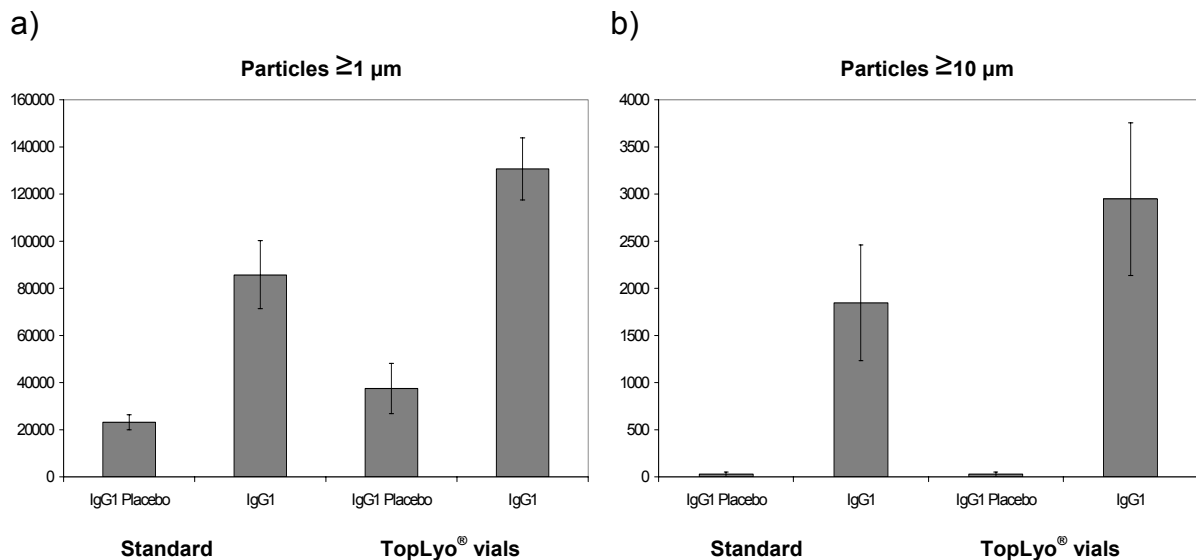 a)
Particles ≥1 µm
160000
140000
120000
100000
80000
60000
40000
20000
0
IgG1 Placebo IgG1 IgG1 Placebo IgG1
Standard TopLyo® vials
b)
Particles ≥10 µm
4000
3500
3000
2500
2000
1500
1000
500
0
IgG1 Placebo IgG1 IgG1 Placebo IgG1
Standard TopLyo® vials